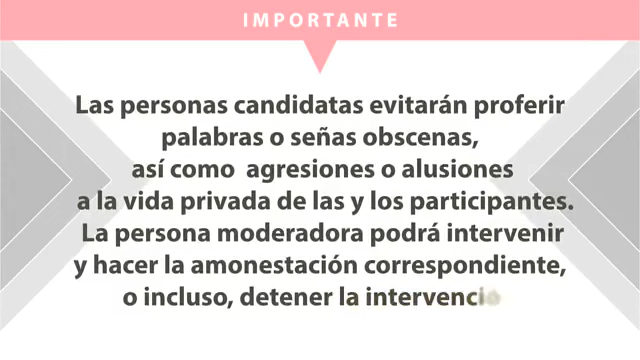 IMPORTANTE
Las personas candidatas evitarán proferir
palabras o señas obscenas,
así como agresiones o alusiones
a la vida privada de las y los participantes.
La persona moderadora podrá intervenir
y hacer la amonestación correspondiente,
o incluso, detener la